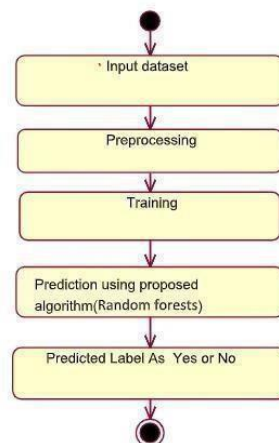 Input dataset
Preprocessing
Training
Prediction using proposed
algorithm(Random forests)
Predicted Label As Yes or No